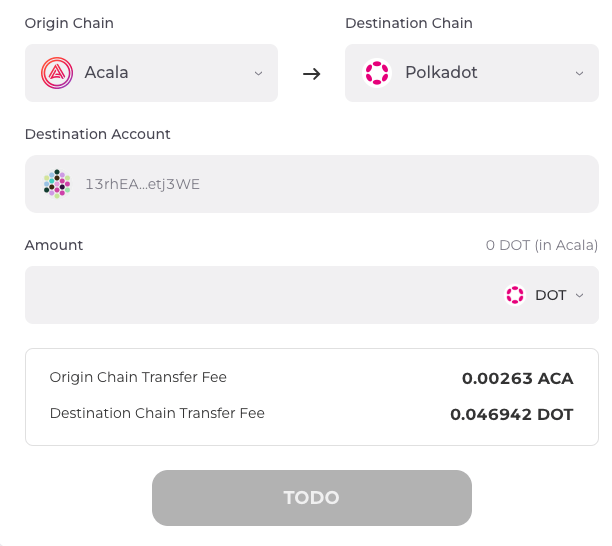 Origin Chain Destination Chain
Acala Polkadot
Destination Account
13rhEA...etj3WE
Amount 0 DOT (in Acala)
DOT
Origin Chain Transfer Fee 0.00263 ACA
Destination Chain Transfer Fee 0.046942 DOT
TODO